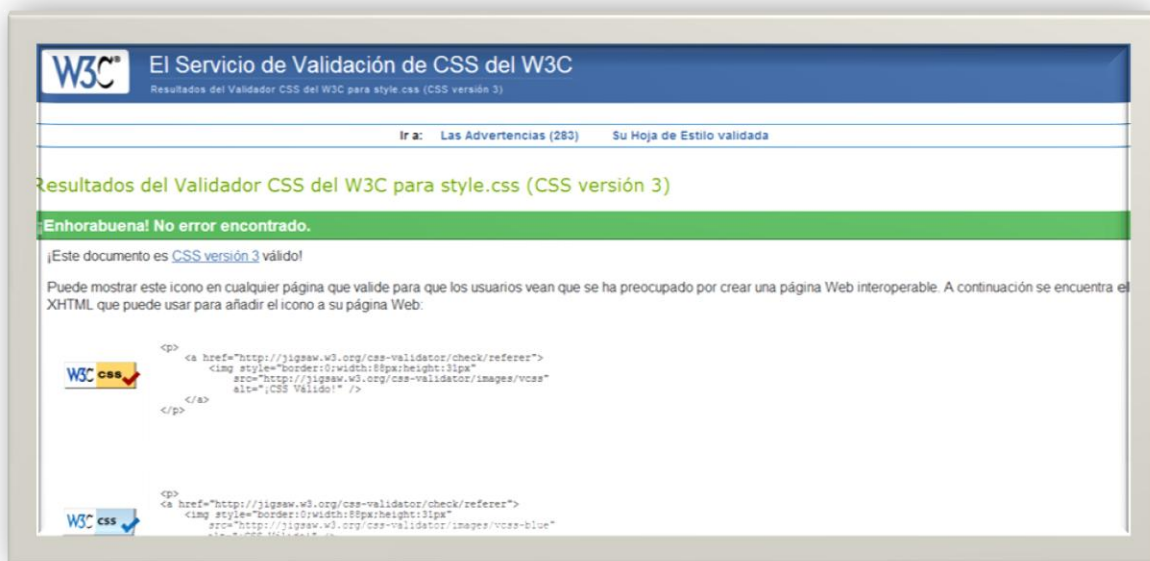 W3C® El Servicio de Validación de CSS del W3C
Resultados del Validador CSS del W3C para style.css (CSS versión 3)
Ir a: Las Advertencias (283) Su Hoja de Estilo validada
Resultados del Validador CSS del W3C para style.css (CSS versión 3)
¡Enhorabuena! No error encontrado.
¡Este documento es CSS versión 3 válido!
Puede mostrar este icono en cualquier página que valide para que los usuarios vean que se ha preocupado por crear una página Web interoperable. A continuación se encuentra el
XHTML que puede usar para añadir el icono a su página Web:
<p>
<a href="http://jigsaw.w3.org/css-validator/check/referer">
<img style="border:0;width:88px;height:31px"
W3C css
src="http://jigsaw.w3.org/css-validator/images/vcss"
alt="¡CSS Válido!" />
</a>
</p>
<p>
<a href="http://jigsaw.w3.org/css-validator/check/referer">
<img style="border:0;width:88px;height:31px"
W3C css
src="http://jigsaw.w3.org/css-validator/images/vcss-blue"
alt="¡CSS Válido!" />